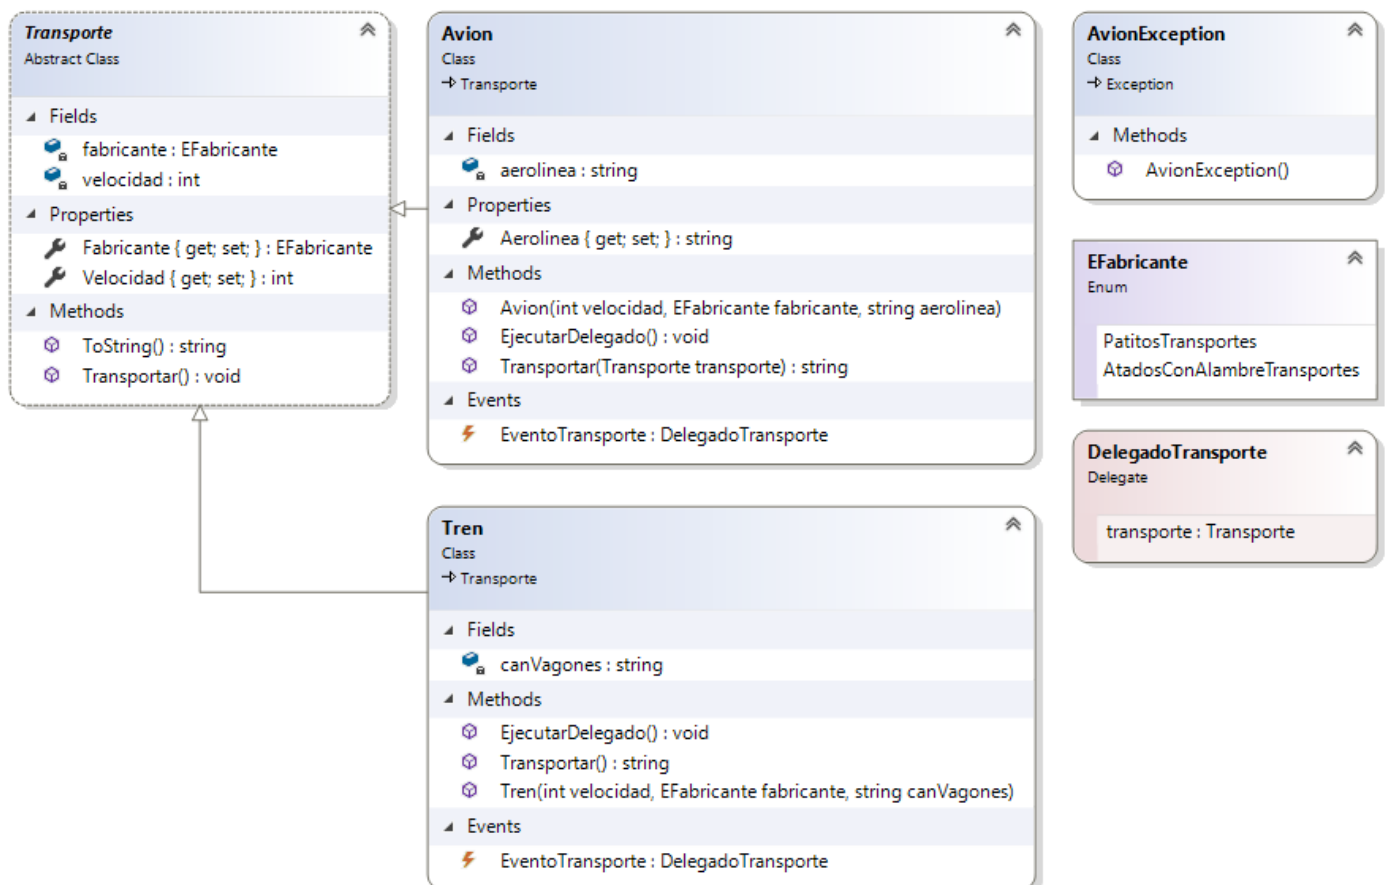 Transporte
Abstract Class
Fields
fabricante : EFabricante
velocidad : int
Properties
Fabricante { get; set; } : EFabricante
Velocidad { get; set; } : int
Methods
ToString() : string
Transportar() : void
Avion
Class
Transporte
Fields
aerolinea : string
Properties
Aerolinea { get; set; } : string
Methods
Avion(int velocidad, EFabricante fabricante, string aerolinea)
EjecutarDelegado() : void
Transportar(Transporte transporte) : string
Events
EventoTransporte : DelegadoTransporte
Tren
Class
Transporte
Fields
canVagones : string
Methods
EjecutarDelegado() : void
Transportar() : string
Tren(int velocidad, EFabricante fabricante, string canVagones)
Events
EventoTransporte : DelegadoTransporte
AvionException
Class
Exception
Methods
AvionException()
EFabricante
Enum
PatitosTransportes
AtadosConAlambreTransportes
DelegadoTransporte
Delegate
transporte : Transporte